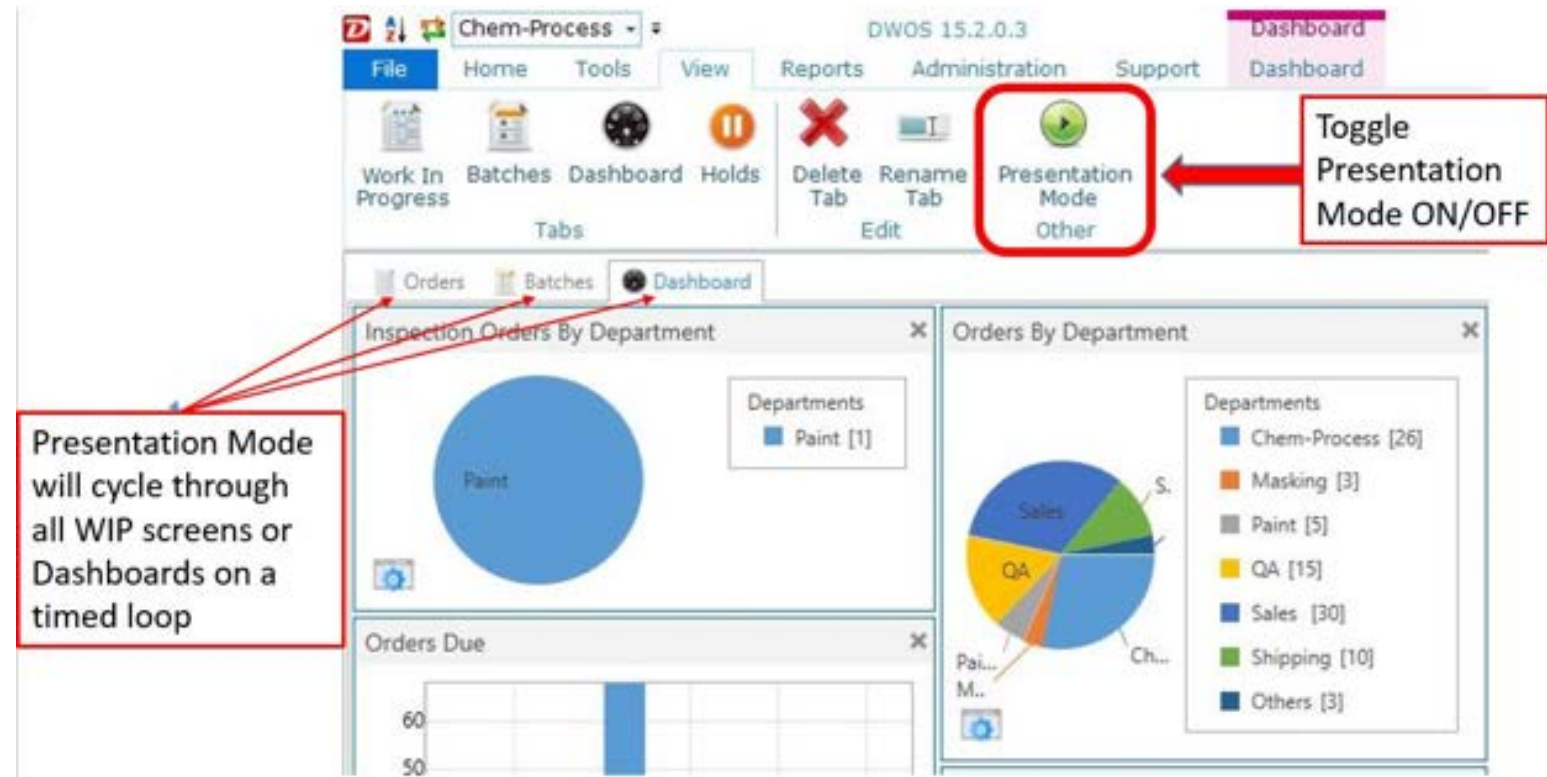 Chem-Process
DWOS 15.2.0.3
Dashboard
File
Home
Tools
View
Reports
Administration
Support
Dashboard
Work In
Progress
Batches
Dashboard
Holds
Delete
Tab
Rename
Tab
Presentation
Mode
Tabs
Edit
Other
Toggle
Presentation
Mode ON/OFF
Orders
Batches
Dashboard
Inspection Orders By Department
Departments
Paint [1]
Paint
Orders By Department
Departments
Chem-Process [26]
Masking [3]
Paint [5]
QA [15]
Sales [30]
Shipping [10]
Others [3]
Sales
S.
QA
Pai...
M..
Ch...
Presentation Mode
will cycle through
all WIP screens or
Dashboards on a
timed loop
Orders Due
60
50